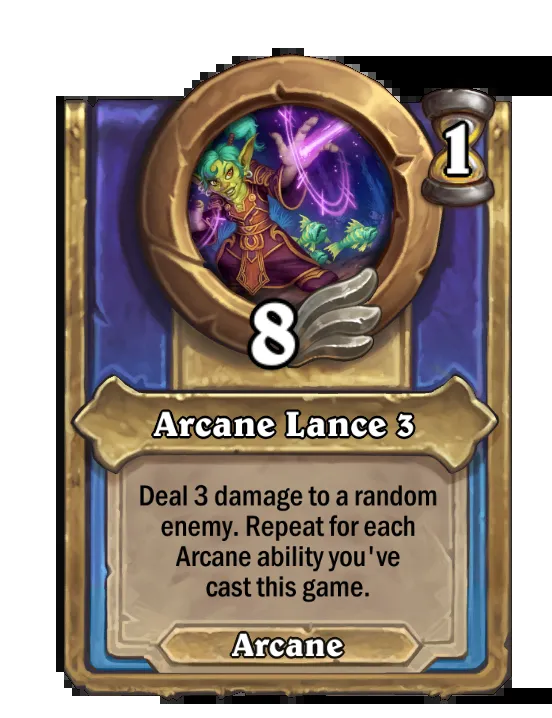 1
8
Arcane Lance 3
Deal 3 damage to a random
enemy. Repeat for each
Arcane ability you've
cast this game.
Arcane